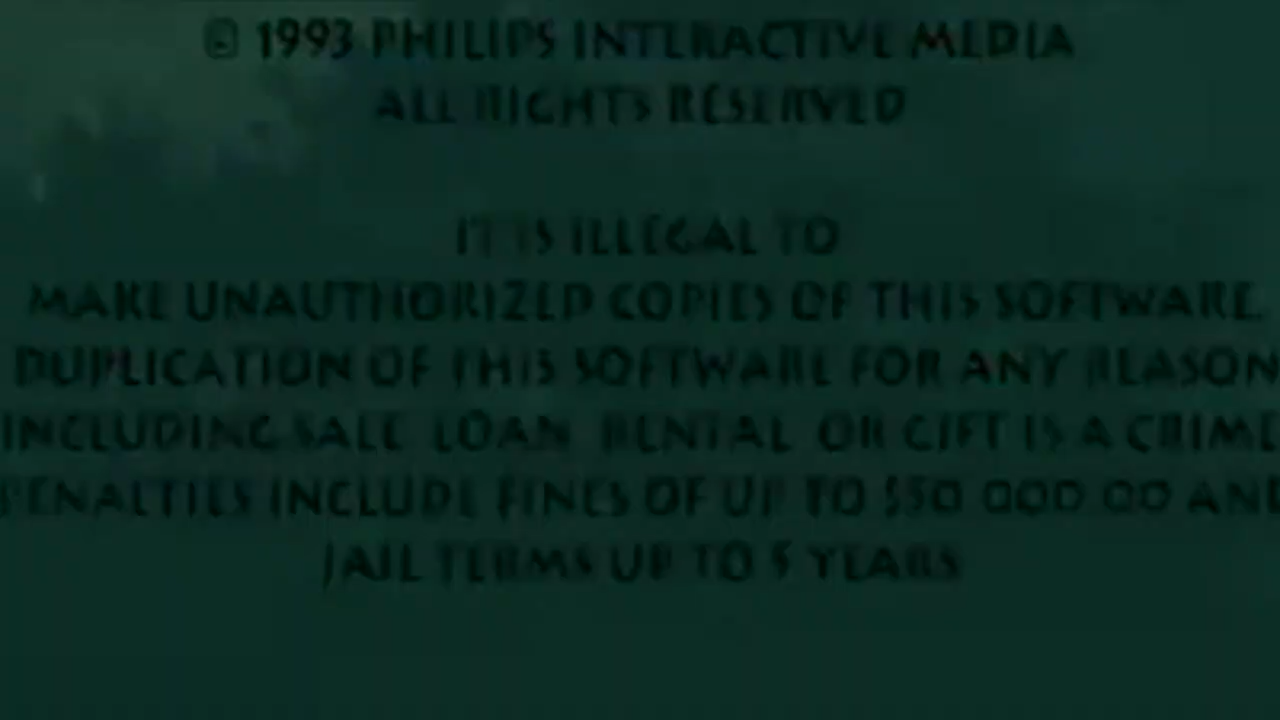 © 1993 PHILIPS INTERACTIVE MEDIA
ALL RIGHTS RESERVED
IT IS ILLEGAL TO
MAKE UNAUTHORIZED COPIES OF THIS SOFTWARE.
DUPLICATION OF THIS SOFTWARE FOR ANY REASON
INCLUDING SALE LOAN RENTAL OR GIFT IS A CRIME
PENALTIES INCLUDE FINES OF UP TO $50 000 00 AND
JAIL TERMS UP TO 5 YEARS